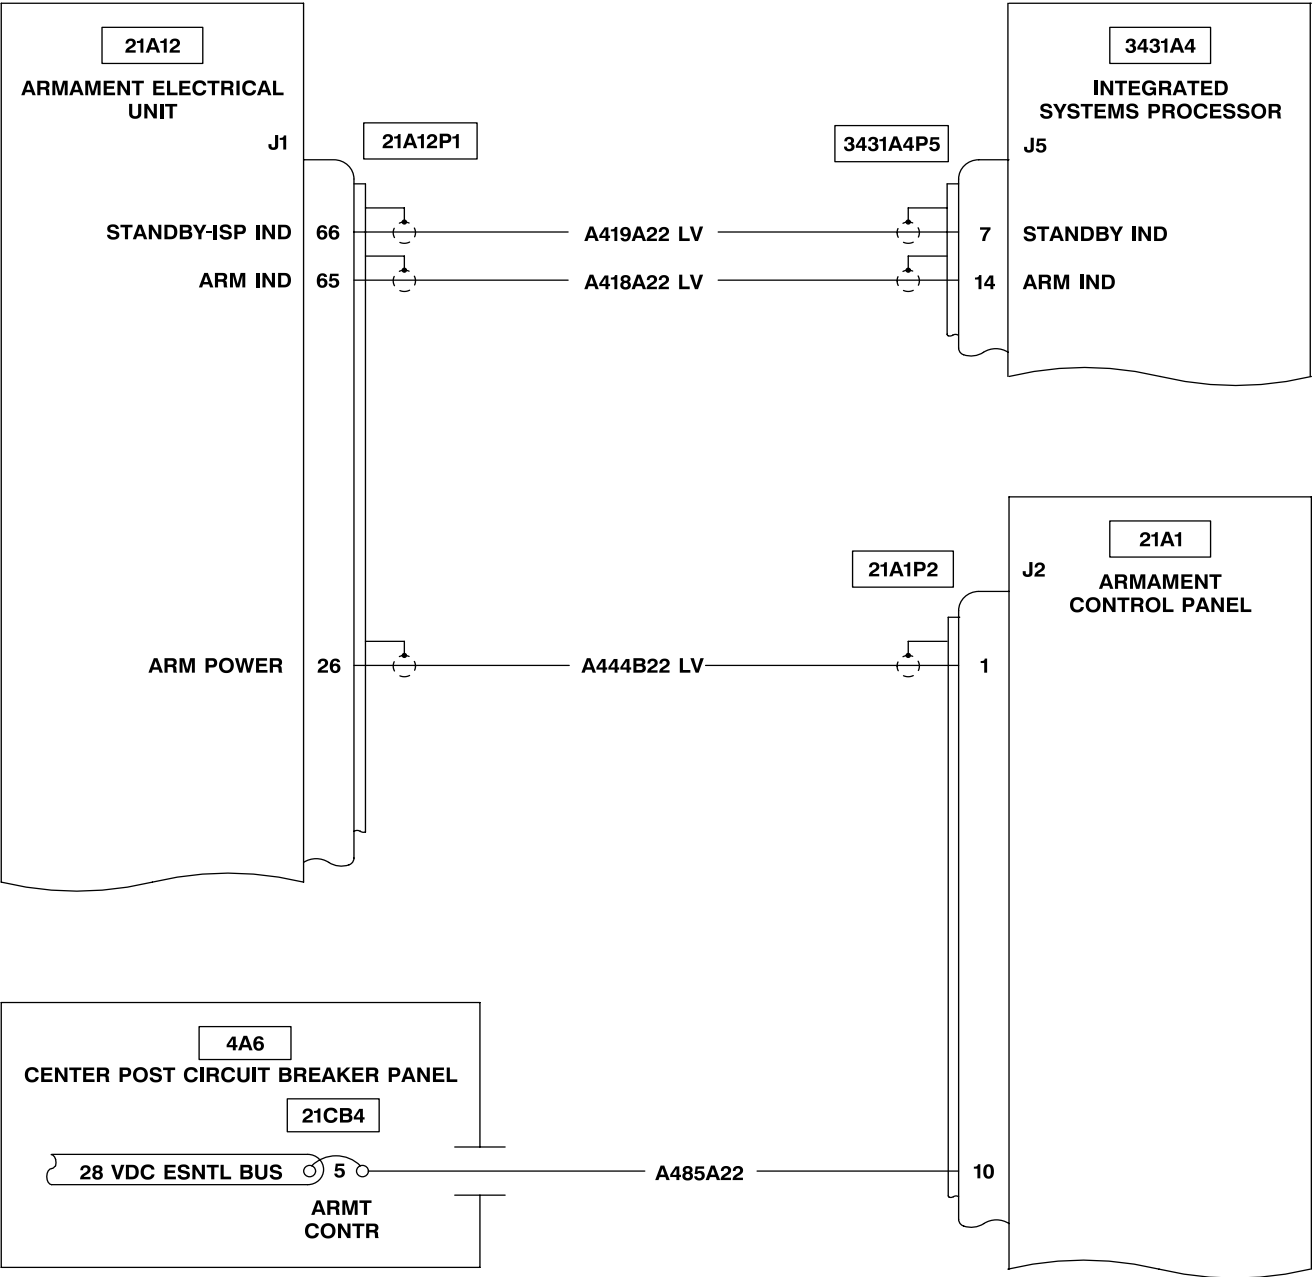 21A12
ARMAMENT ELECTRICAL
UNIT
J1
21A12P1
3431A4P5
3431A4
INTEGRATED
SYSTEMS PROCESSOR
J5
STANDBY-ISP IND 66
A419A22 LV
7 STANDBY IND
ARM IND 65
A418A22 LV
14 ARM IND
21A1P2
J2
21A1
ARMAMENT
CONTROL PANEL
ARM POWER 26
A444B22 LV
1
4A6
CENTER POST CIRCUIT BREAKER PANEL
21CB4
28 VDC ESNTL BUS 5
ARMT
CONTR
A485A22
10